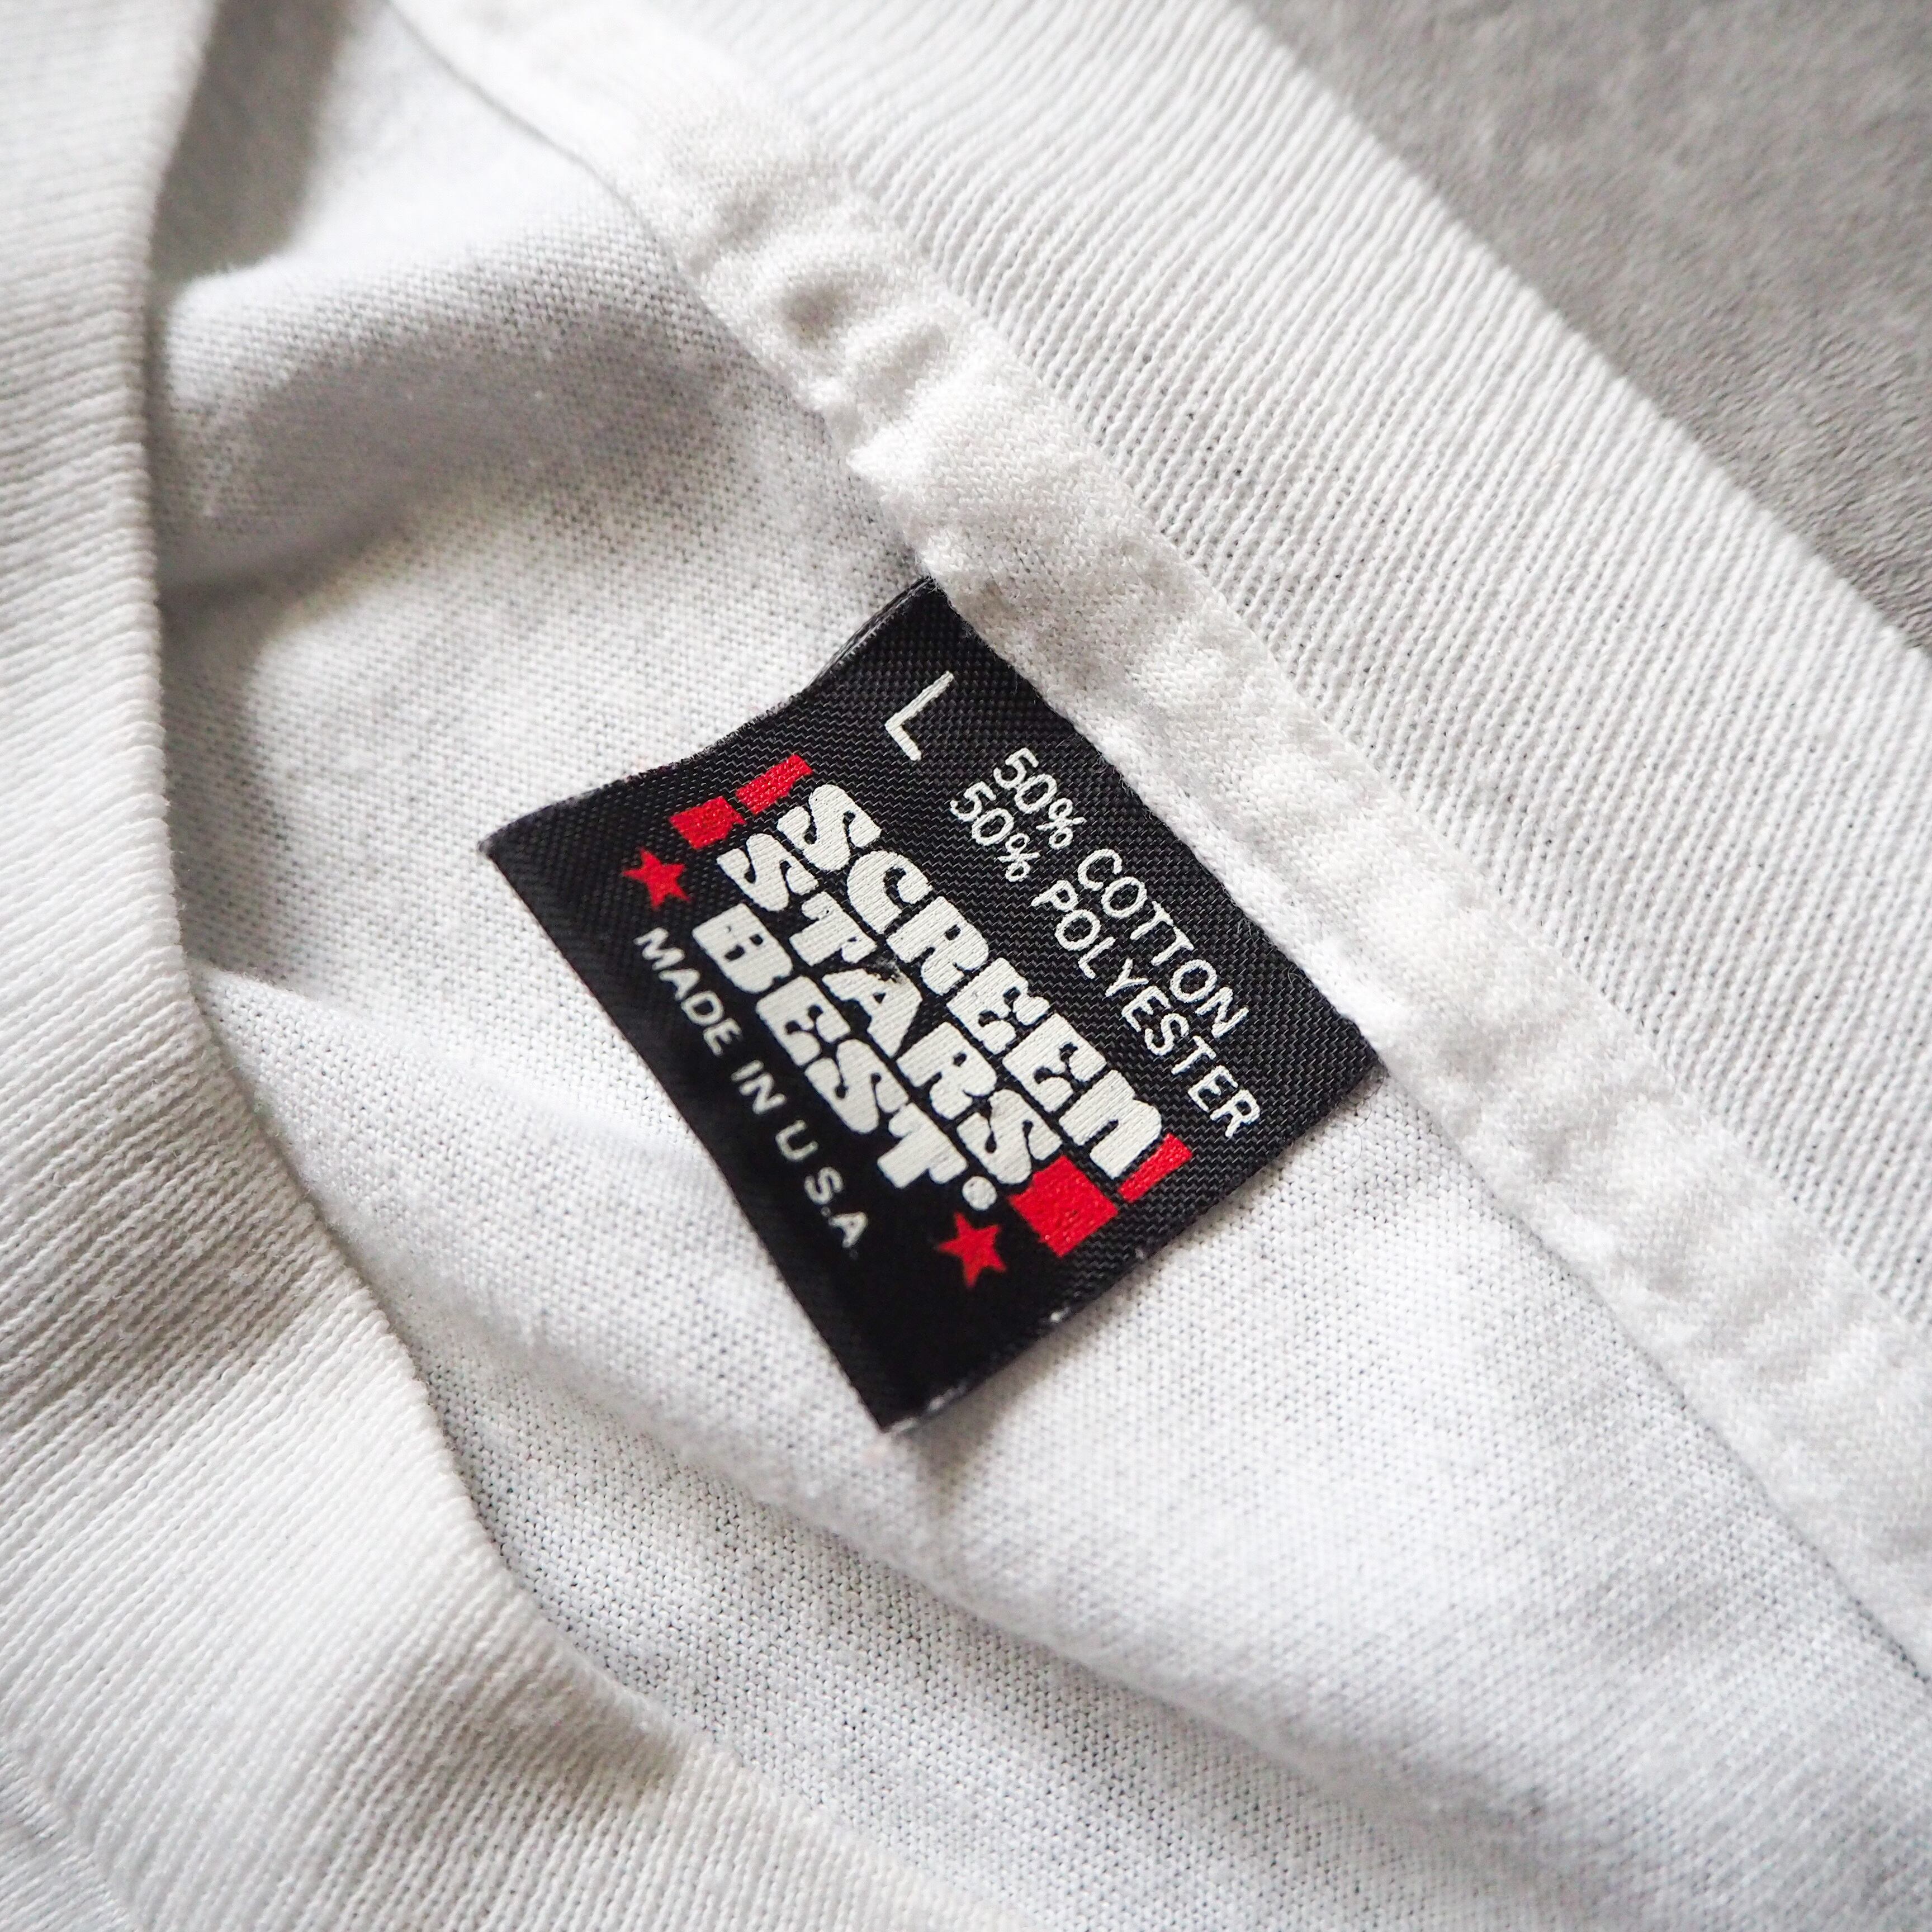 L
50% COTTON
50% POLYESTER
SCREEN
STARS
BEST.
MADE IN U.S.A.